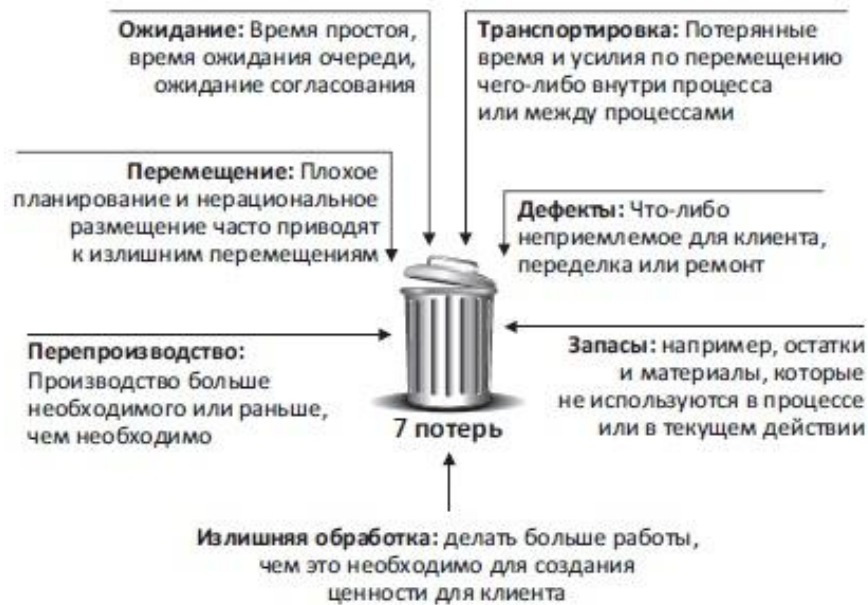 Ожидание: Время простоя,
время ожидания очереди,
ожидание согласования
Транспортировка: Потерянные
время и усилия по перемещению
чего-либо внутри процесса
или между процессами
Перемещение: Плохое
планирование и нерациональное
размещение часто приводят
к излишним перемещениям
Дефекты: Что-либо
неприемлемое для клиента,
переделка или ремонт
Перепроизводство:
Производство больше
необходимого или раньше,
чем необходимо
Запасы: например, остатки
и материалы, которые
не используются в процессе
или в текущем действии
7 потерь
Излишняя обработка: делать больше работы,
чем это необходимо для создания
ценности для клиента